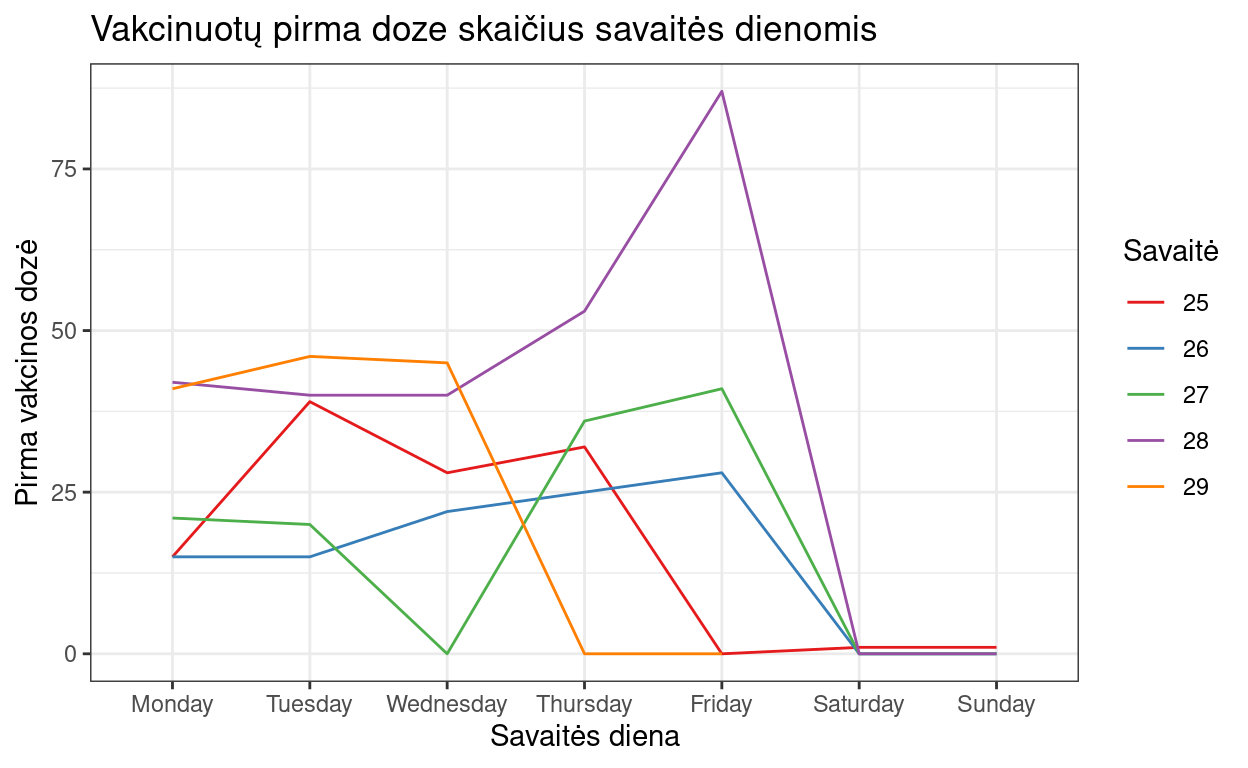 Vakcinuotų pirma doze skaičius savaitės dienomis
Pirma vakcinos dozė
75
50
25
0
Monday
Tuesday
Wednesday
Thursday
Friday
Saturday
Sunday
Savaitės diena
Savaitė
25
26
27
28
29